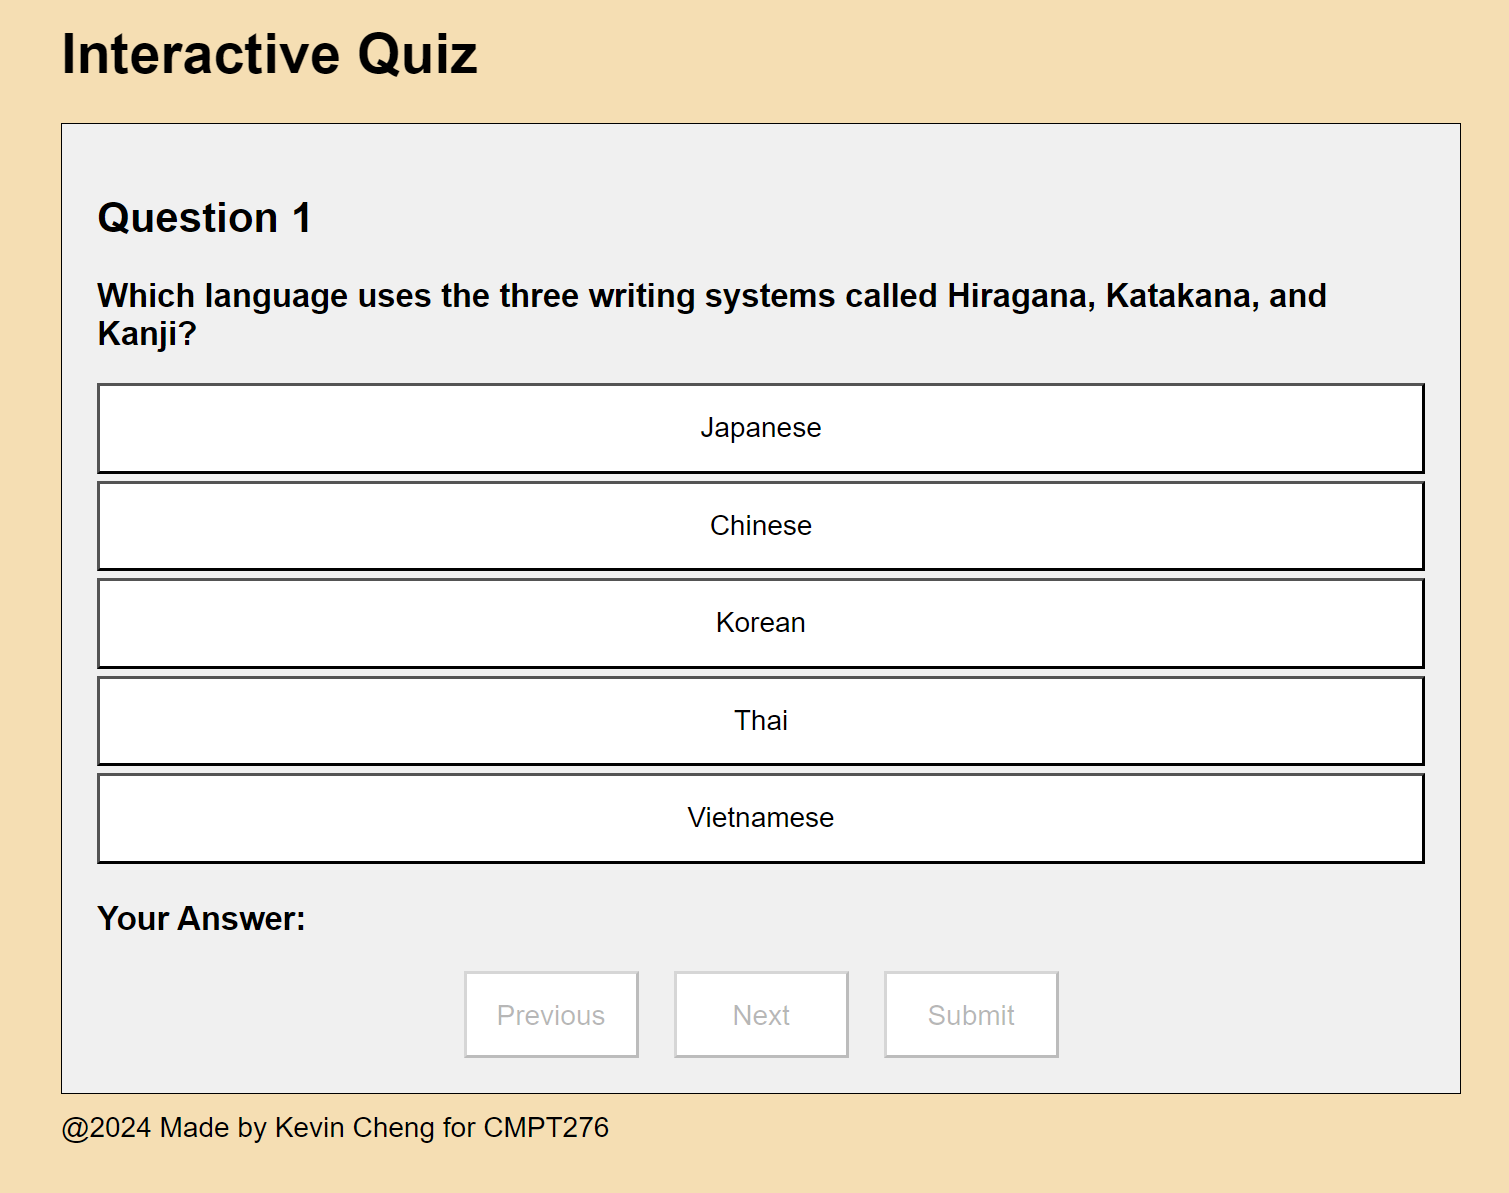 Interactive Quiz
Question 1
Which language uses the three writing systems called Hiragana, Katakana, and
Kanji?
Japanese
Chinese
Korean
Thai
Vietnamese
Your Answer:
Previous
Next
Submit
@2024 Made by Kevin Cheng for CMPT276